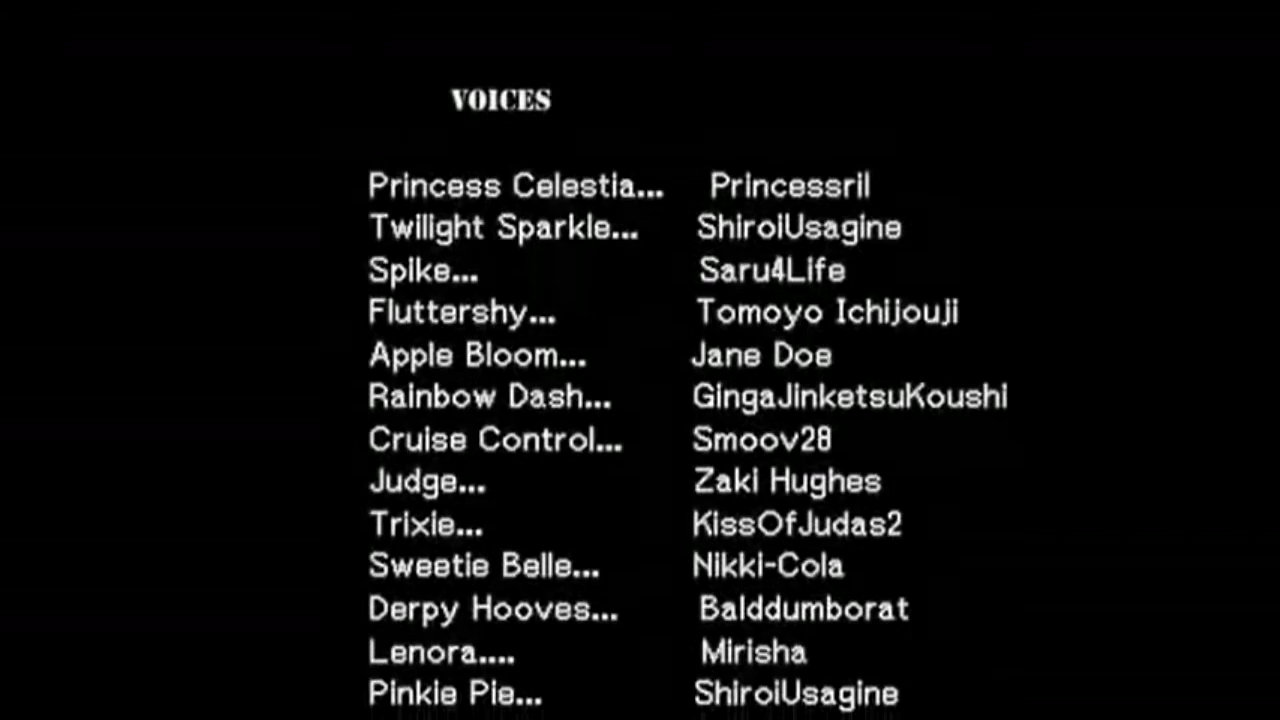 VOICES
Princess Celestia... Princessril
Twilight Sparkle... ShiroiUsagine
Spike... Saru4Life
Fluttershy... Tomoyo Ichijouji
Apple Bloom... Jane Doe
Rainbow Dash... GingaJinketsuKoushi
Cruise Control... Smoov28
Judge... Zaki Hughes
Trixie... KissOfJudas2
Sweetie Belle... Nikki-Cola
Derpy Hooves... Balddumborat
Lenora.... Mirisha
Pinkie Pie... ShiroiUsagine